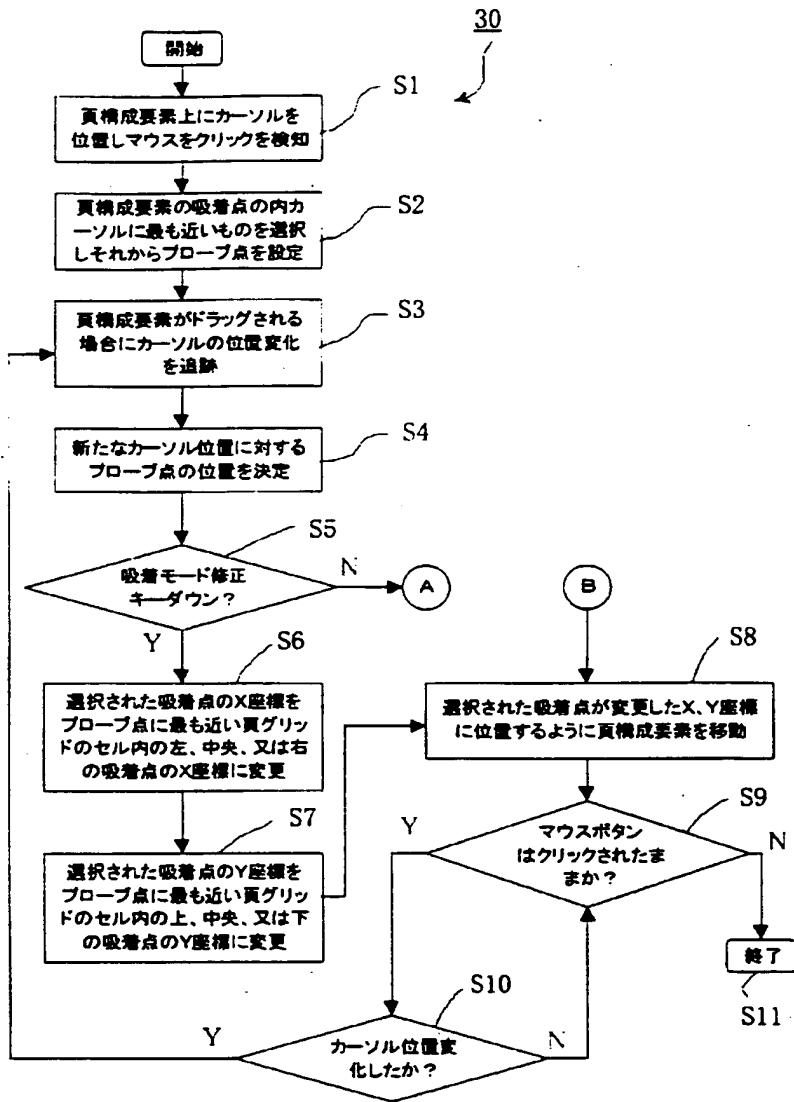 30
開始
S1
頁構成要素上にカーソルを
位置しマウスをクリックを検知
S2
頁構成要素の吸着点の内カ
ーソルに最も近いものを選択
しそれからプローブ点を設定
S3
頁構成要素がドラッグされる
場合にカーソルの位置変化
を追跡
S4
新たなカーソル位置に対する
プローブ点の位置を決定
S5
吸着モード修正
キーダウン?
N
A
Y
S6
選択された吸着点のX座標を
プローブ点に最も近い頁グリッ
ドのセル内の左、中央、又は右
の吸着点のX座標に変更
S7
選択された吸着点のY座標を
プローブ点に最も近い頁グリッ
ドのセル内の上、中央、又は下
の吸着点のY座標に変更
B
S8
選択された吸着点が変更したX、Y座標
に位置するように頁構成要素を移動
S9
マウスボタン
はクリックされたま
まか?
Y
N
終了
S11
S10
カーソル位置変
化したか?
Y
N